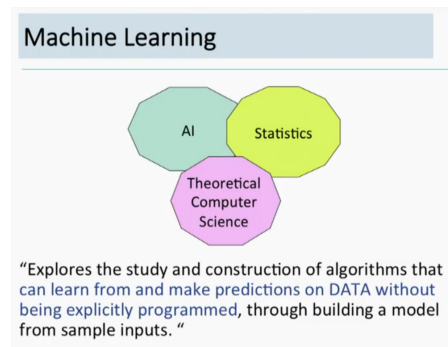 Machine Learning
AI
Statistics
Theoretical
Computer
Science
“Explores the study and construction of algorithms that
can learn from and make predictions on DATA without
being explicitly programmed, through building a model
from sample inputs. “